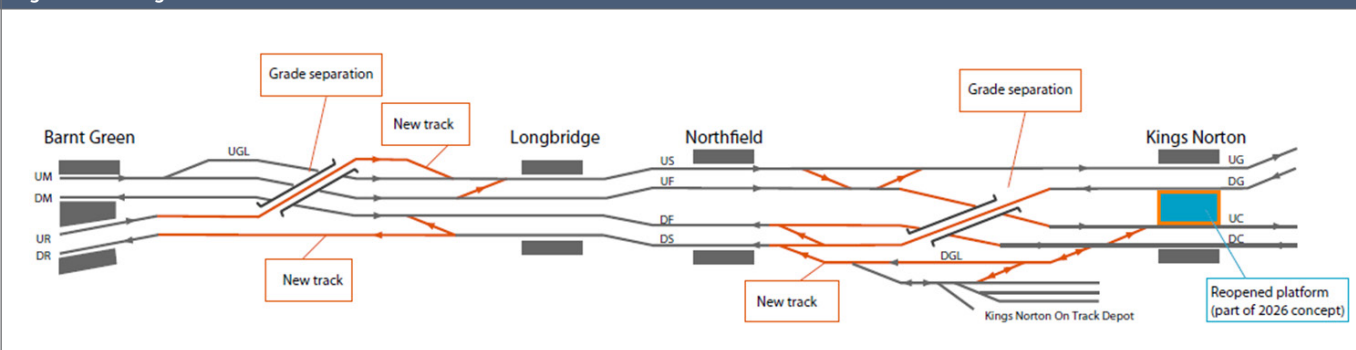 Grade separation
Grade separation
New track
Barnt Green
Longbridge
Northfield
Kings Norton
UGL
US
UG
UM
UF
DG
DM
DF
UC
UR
DS
DC
DR
DGL
New track
New track
Reopened platform
(part of 2026 concept)
Kings Norton On Track Depot